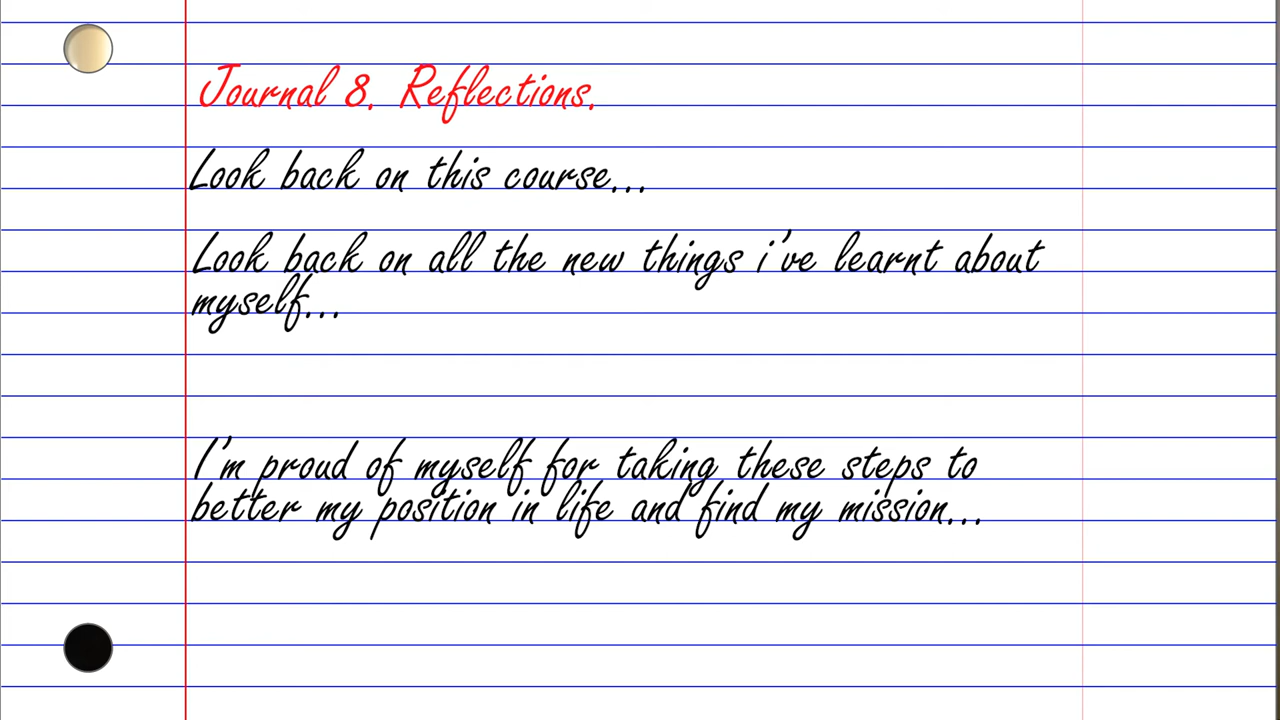 Journal 8. Reflections.
Look back on this course...
Look back on all the new things i've learnt about
myself...
I'm proud of myself for taking these steps to
better my position in life and find my mission...